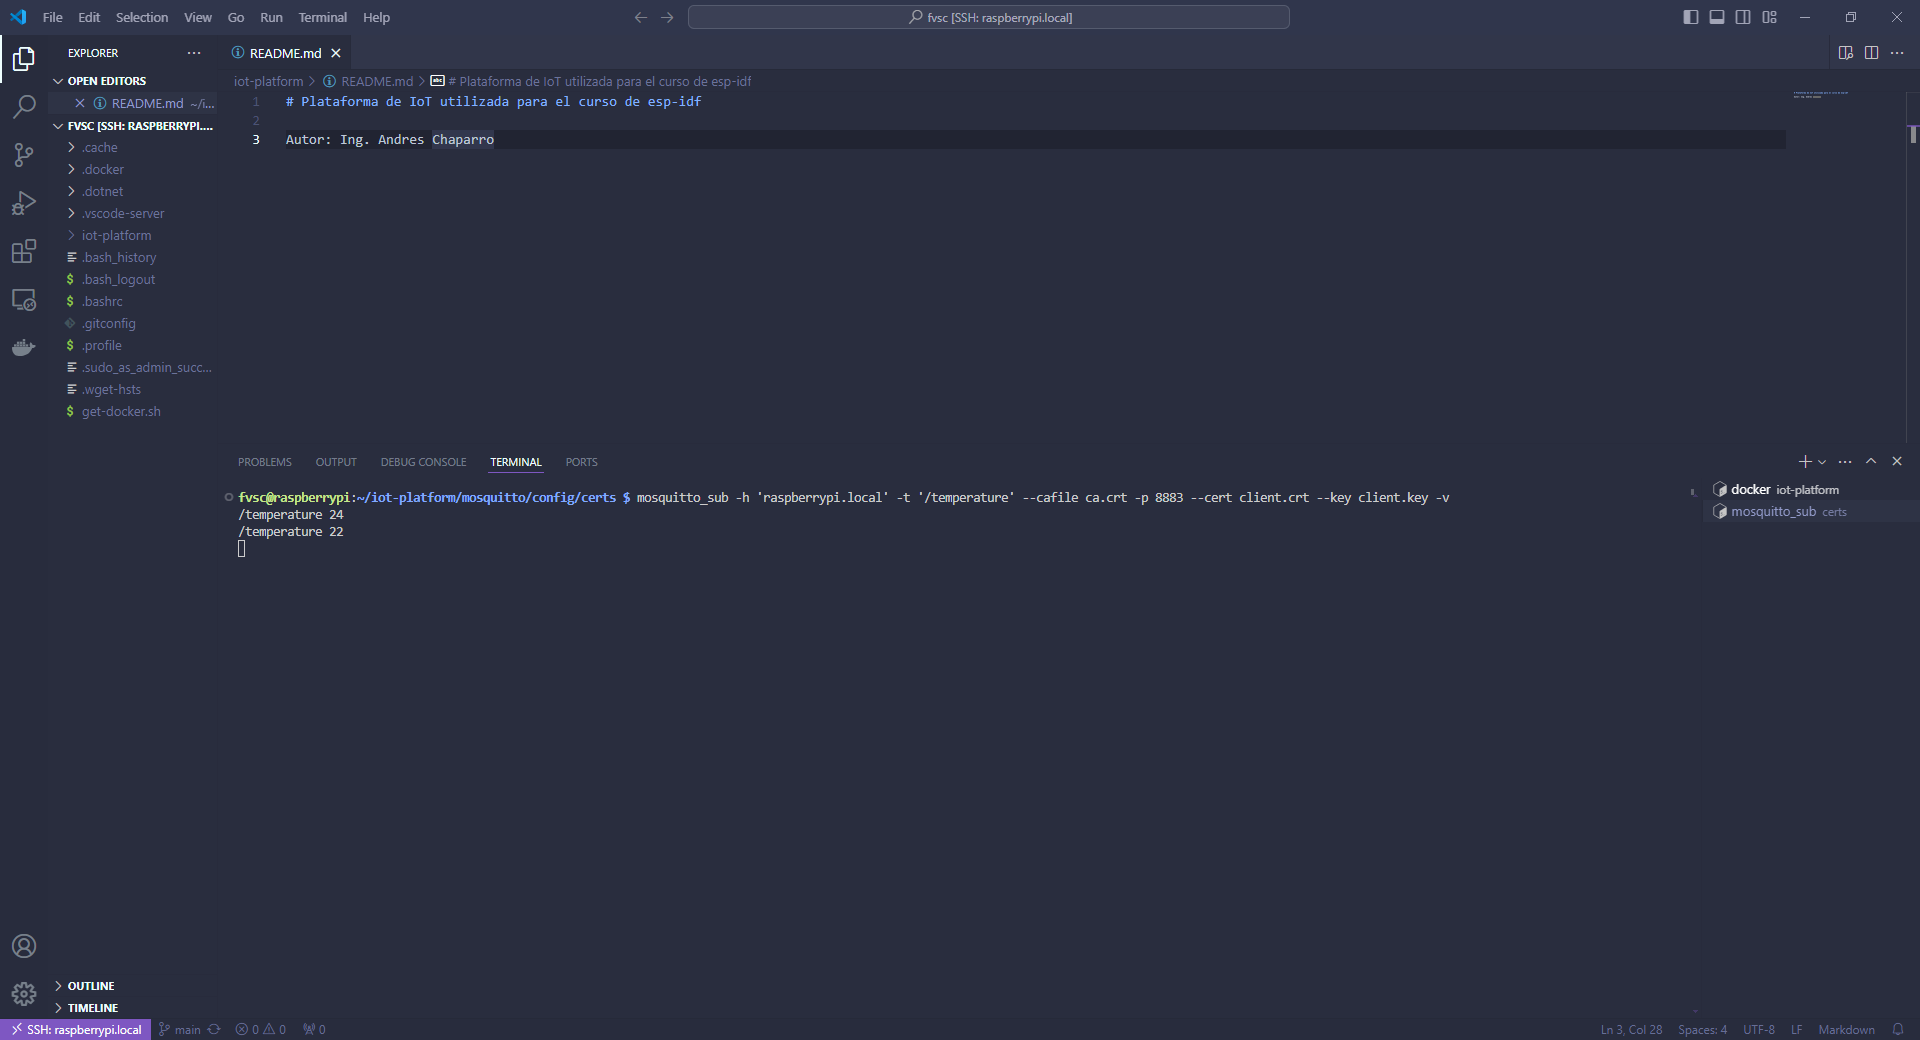 File Edit Selection View Go Run Terminal Help
fvsc [SSH: raspberrypi.local]
EXPLORER
README.md
OPEN EDITORS
README.md ~/i...
FVSC [SSH: RASPBERRYPI....
.cache
.docker
.dotnet
.vscode-server
iot-platform
.bash_history
.bash_logout
.bashrc
.gitconfig
.profile
.sudo_as_admin_succ...
.wget-hsts
get-docker.sh
OUTLINE
TIMELINE
iot-platform > README.md > # Plataforma de IoT utilizada para el curso de esp-idf
1 # Plataforma de IoT utilizada para el curso de esp-idf
2
3 Autor: Ing. Andres Chaparro
PROBLEMS OUTPUT DEBUG CONSOLE TERMINAL PORTS
fvsc@raspberrypi:~/iot-platform/mosquitto/config/certs $ mosquitto_sub -h 'raspberrypi.local' -t '/temperature' --cafile ca.crt -p 8883 --cert client.crt --key client.key -v
/temperature 24
/temperature 22
docker iot-platform
mosquitto_sub certs
SSH: raspberrypi.local main 0 0 0
Ln 3, Col 28 Spaces: 4 UTF-8 LF Markdown